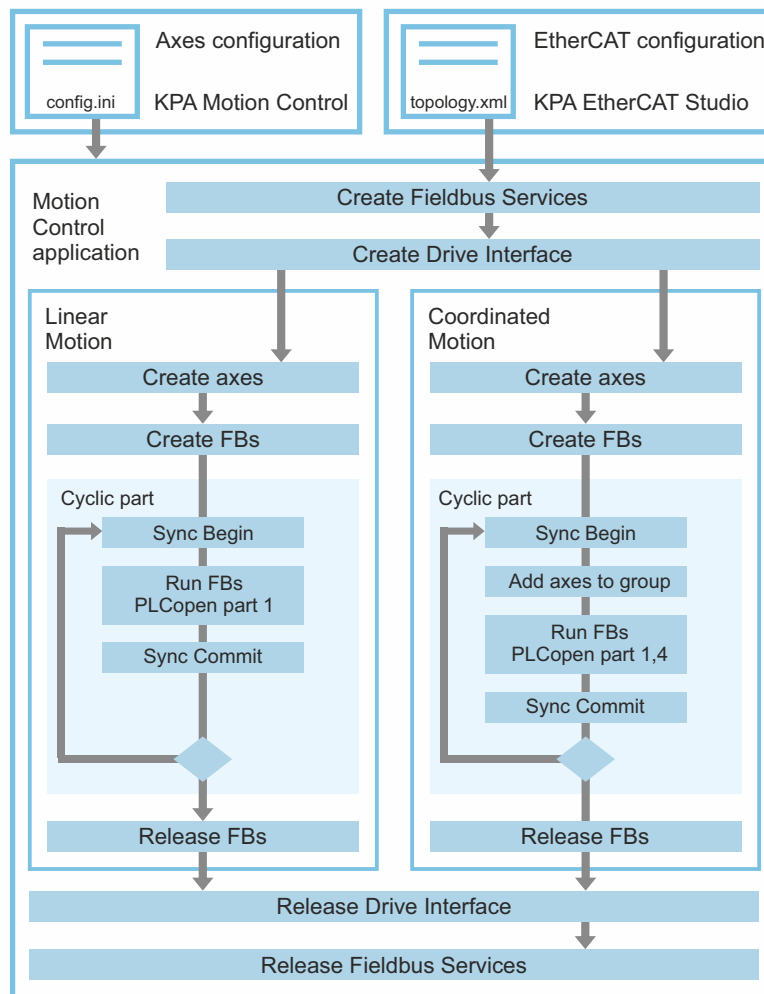 Axes configuration
config.ini
KPA Motion Control
EtherCAT configuration
topology.xml
KPA EtherCAT Studio
Motion
Control
application
Create Fieldbus Services
Create Drive Interface
Linear
Motion
Create axes
Create FBs
Cyclic part
Sync Begin
Run FBs
PLCopen part 1
Sync Commit
Release FBs
Coordinated
Motion
Create axes
Create FBs
Cyclic part
Sync Begin
Add axes to group
Run FBs
PLCopen part 1,4
Sync Commit
Release FBs
Release Drive Interface
Release Fieldbus Services